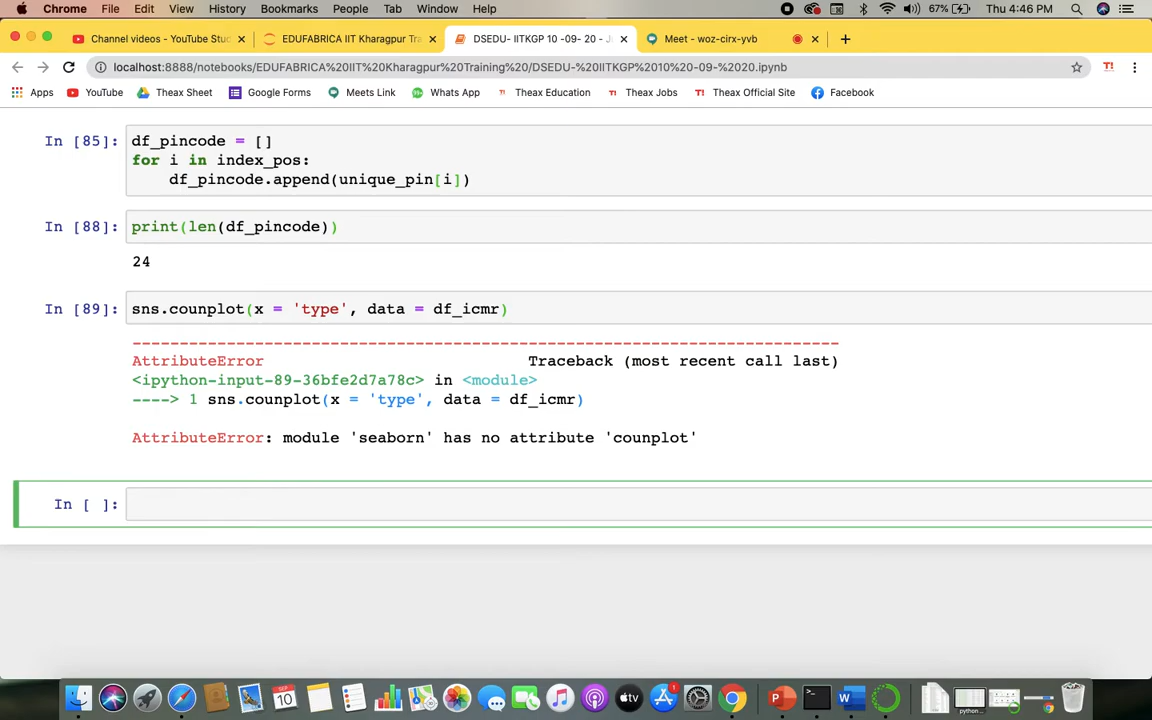 Chrome File Edit View History Bookmarks People Tab Window Help 67% Thu 4:46 PM
Channel videos - YouTube Stu EDUFABRICA IIT Kharagpur Tra DSEDU- IITKGP 10 -09- 20 - J Meet - woz-cirx-yvb
localhost:8888/notebooks/EDUFABRICA%20IIT%20Kharagpur%20Training%20/DSEDU-%20IITKGP%2010%20-09-%2020.ipynb
Apps YouTube Theax Sheet Google Forms Meets Link Whats App Theax Education Theax Jobs Theax Official Site Facebook
In [85]: df_pincode = []
for i in index_pos:
df_pincode.append(unique_pin[i])
In [88]: print(len(df_pincode))
24
In [89]: sns.counplot(x = 'type', data = df_icmr)
---------------------------------------------------------------------------
AttributeError Traceback (most recent call last)
<ipython-input-89-36bfe2d7a78c> in <module>
----> 1 sns.counplot(x = 'type', data = df_icmr)
AttributeError: module 'seaborn' has no attribute 'counplot'
In [ ]: